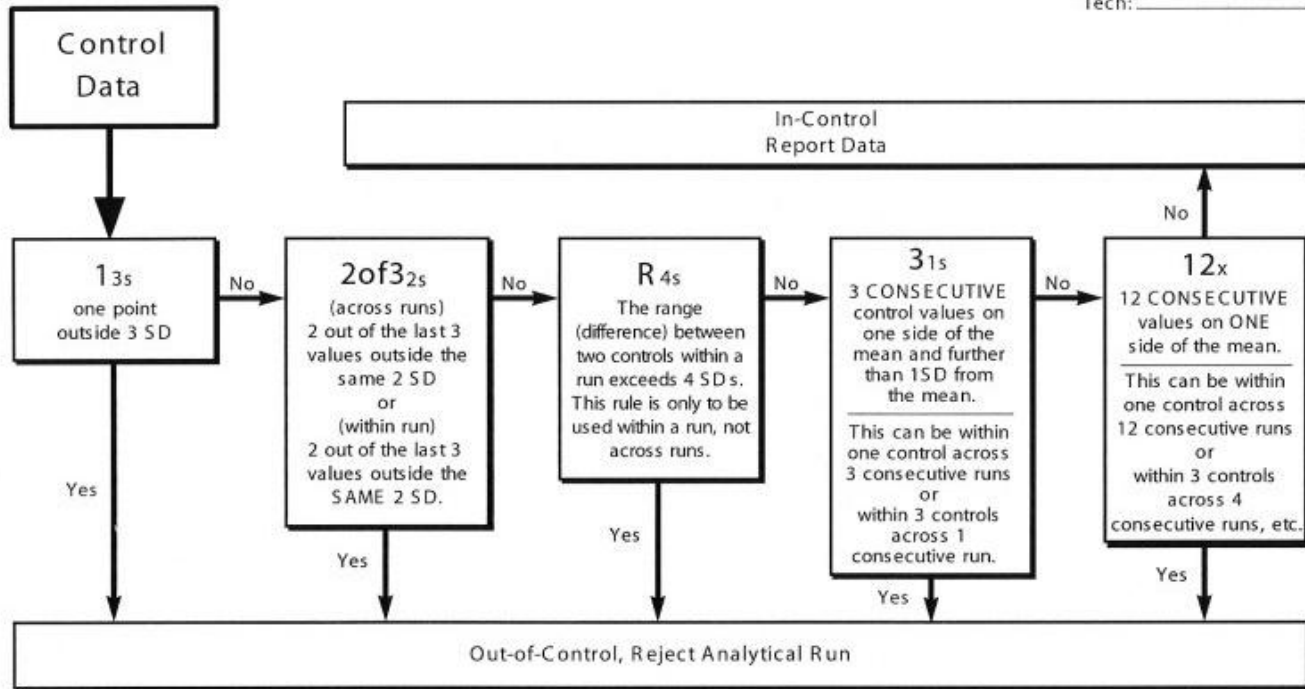 Tech:
Control
Data
In-Control
Report Data
No
1 3s
one point
outside 3 SD
No
2of3 2s
(across runs)
2 out of the last 3
values outside the
same 2 SD
or
(within run)
2 out of the last 3
values outside the
SAME 2 SD.
No
R 4s
The range
(difference) between
two controls within a
run exceeds 4 SDs.
This rule is only to be
used within a run, not
across runs.
No
3 1s
3 CONSECUTIVE
control values on
one side of the
mean and further
than 1SD from
the mean.
This can be within
one control across
3 consecutive runs
or
within 3 controls
across 1
consecutive run.
No
12x
12 CONSECUTIVE
values on ONE
side of the mean.
This can be within
one control across
12 consecutive runs
or
within 3 controls
across 4
consecutive runs, etc.
Yes
Yes
Yes
Yes
Yes
Out-of-Control, Reject Analytical Run